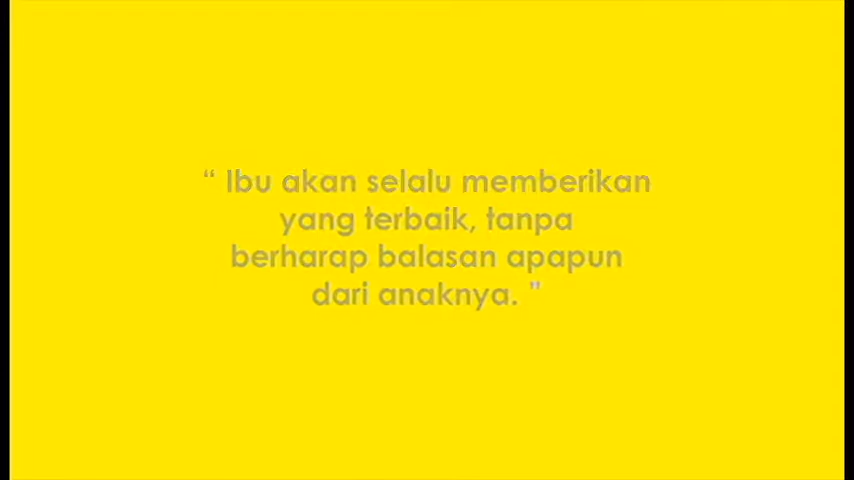 “ Ibu akan selalu memberikan
yang terbaik, tanpa
berharap balasan apapun
dari anaknya. "